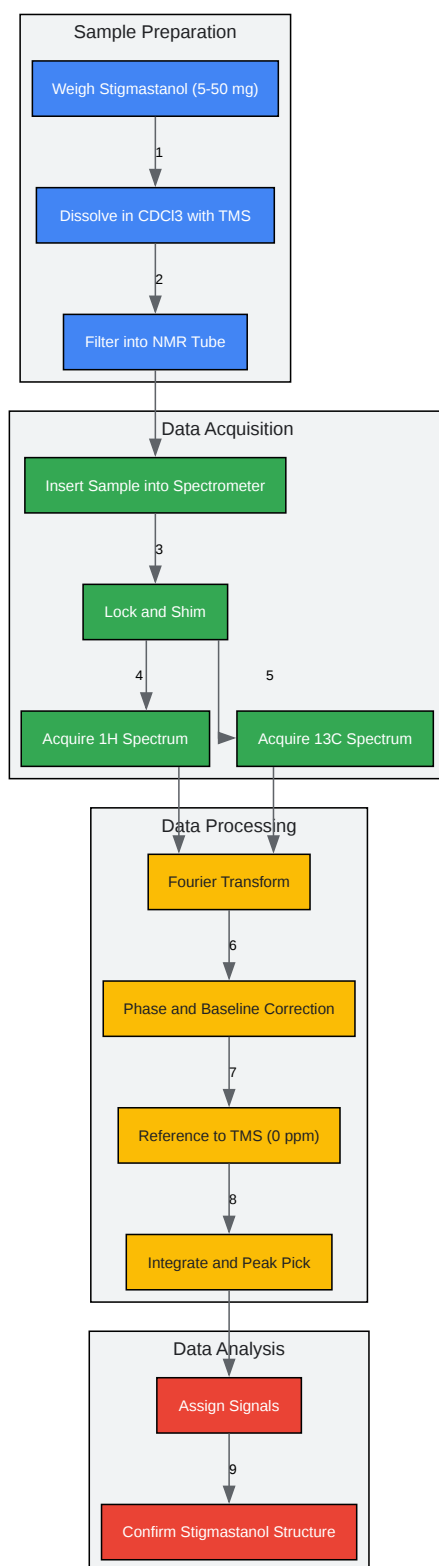 Sample Preparation
Weigh Stigmastanol (5-50 mg)
1
Dissolve in CDCl3 with TMS
2
Filter into NMR Tube
Data Acquisition
Insert Sample into Spectrometer
3
Lock and Shim
4
5
Acquire 1H Spectrum
Acquire 13C Spectrum
Data Processing
Fourier Transform
6
Phase and Baseline Correction
7
Reference to TMS (0 ppm)
8
Integrate and Peak Pick
Data Analysis
Assign Signals
9
Confirm Stigmastanol Structure